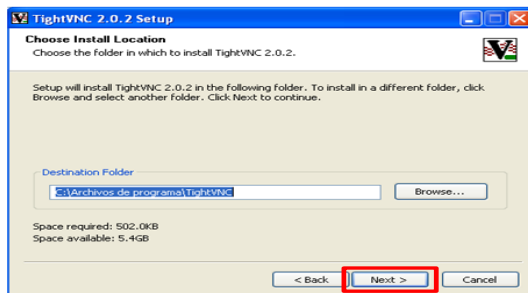 TightVNC 2.0.2 Setup
Choose Install Location
Choose the folder in which to install TightVNC 2.0.2.
Setup will install TightVNC 2.0.2 in the following folder. To install in a different folder, click
Browse and select another folder. Click Next to continue.
Destination Folder
C:\Archivos de programa\TightVNC
Browse...
Space required: 502.0KB
Space available: 5.4GB
< Back
Next >
Cancel